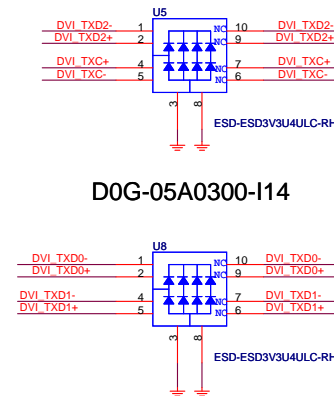 U5
DVI_TXD2- 1 NC 10 DVI_TXD2-
DVI_TXD2+ 2 NC 9 DVI_TXD2+
DVI_TXC+ 4 NC 7 DVI_TXC+
DVI_TXC- 5 NC 6 DVI_TXC-
3 8
ESD-ESD3V3U4ULC-RH
D0G-05A0300-I14
U8
DVI_TXD0- 1 NC 10 DVI_TXD0-
DVI_TXD0+ 2 NC 9 DVI_TXD0+
DVI_TXD1- 4 NC 7 DVI_TXD1-
DVI_TXD1+ 5 NC 6 DVI_TXD1+
3 8
ESD-ESD3V3U4ULC-RH